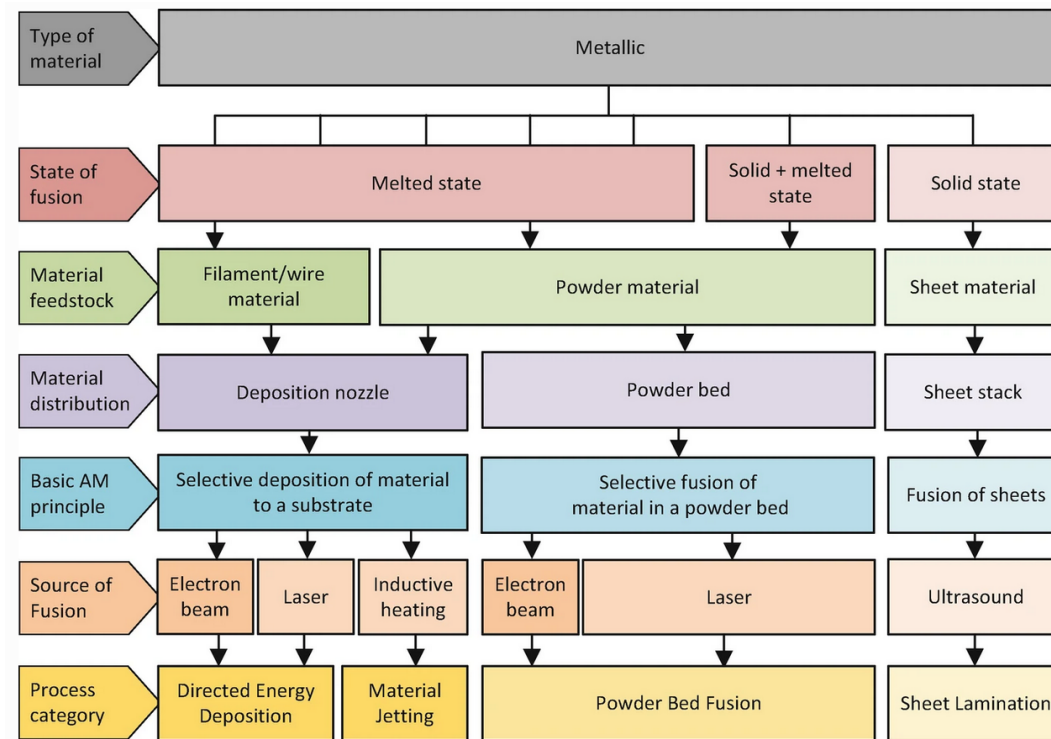 Type of
material
Metallic
State of
fusion
Melted state
Solid + melted
state
Solid state
Material
feedstock
Filament/wire
material
Powder material
Sheet material
Material
distribution
Deposition nozzle
Powder bed
Sheet stack
Basic AM
principle
Selective deposition of material
to a substrate
Selective fusion of
material in a powder bed
Fusion of sheets
Source of
Fusion
Electron
beam
Laser
Inductive
heating
Electron
beam
Laser
Ultrasound
Process
category
Directed Energy
Deposition
Material
Jetting
Powder Bed Fusion
Sheet Lamination